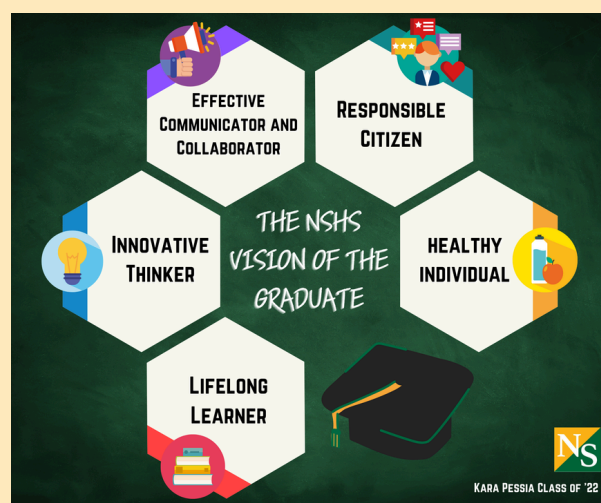 EFFECTIVE
COMMUNICATOR AND
COLLABORATOR
RESPONSIBLE
CITIZEN
INNOVATIVE
THINKER
THE NSHS
VISION OF THE
GRADUATE
HEALTHY
INDIVIDUAL
LIFELONG
LEARNER
NS
KARA PESSIA CLASS OF '22